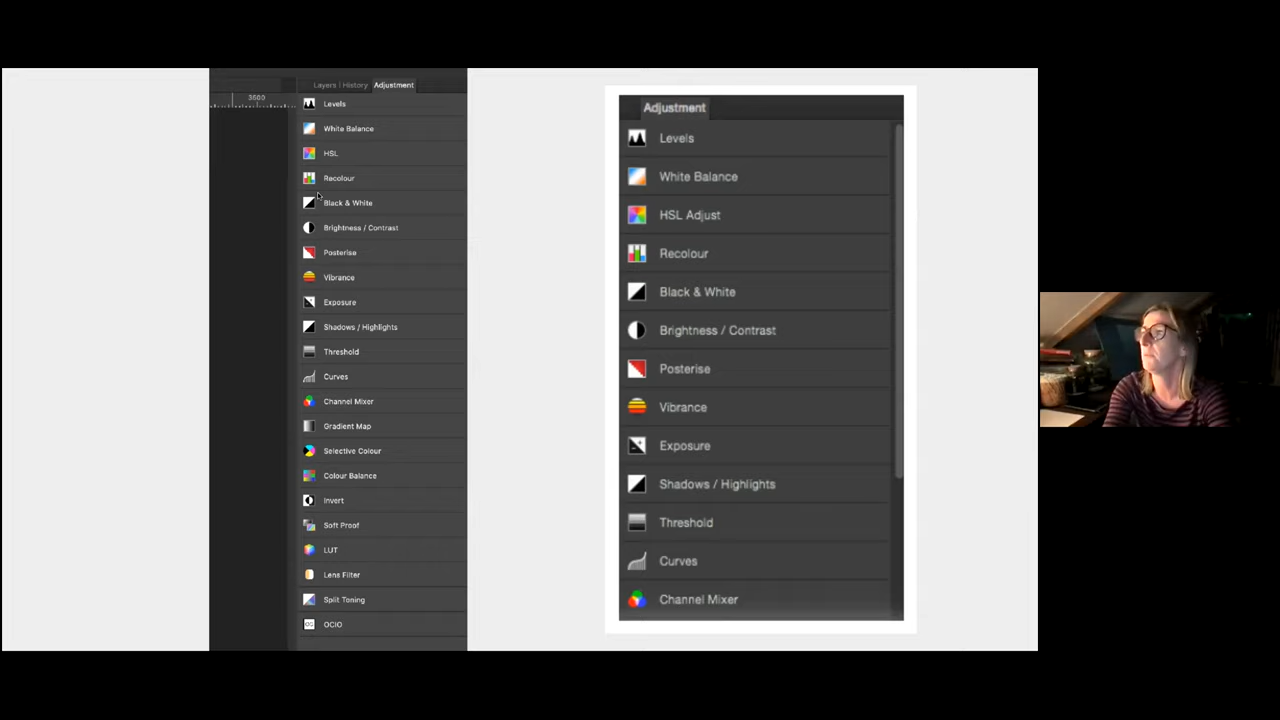 Layers | History Adjustment
3500
Levels
White Balance
HSL
Recolour
Black & White
Brightness / Contrast
Posterise
Vibrance
Exposure
Shadows / Highlights
Threshold
Curves
Channel Mixer
Gradient Map
Selective Colour
Colour Balance
Invert
Soft Proof
LUT
Lens Filter
Split Toning
OCIO
Adjustment
Levels
White Balance
HSL Adjust
Recolour
Black & White
Brightness / Contrast
Posterise
Vibrance
Exposure
Shadows / Highlights
Threshold
Curves
Channel Mixer